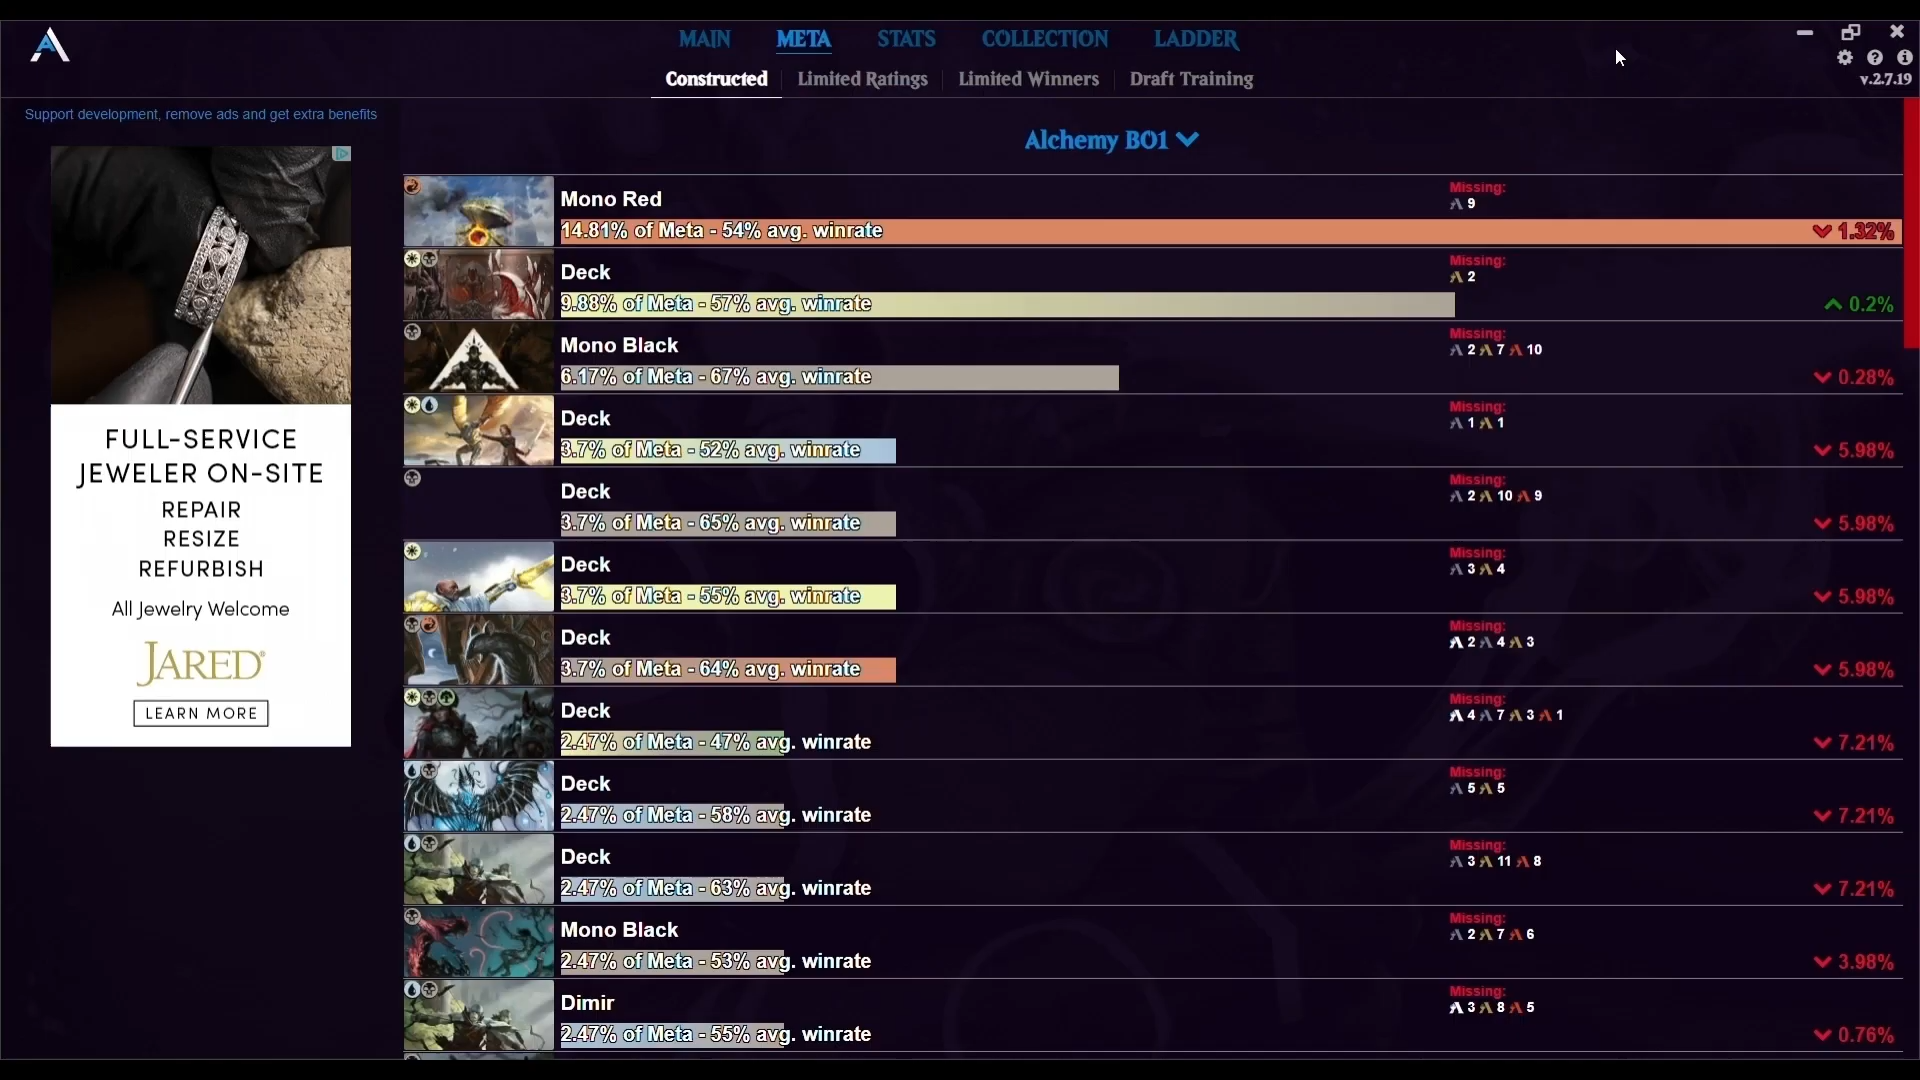 MAIN META STATS COLLECTION LADDER
Constructed Limited Ratings Limited Winners Draft Training
v.2.7.19
Support development, remove ads and get extra benefits
FULL-SERVICE
JEWELER ON-SITE
REPAIR
RESIZE
REFURBISH
All Jewelry Welcome
JARED
LEARN MORE
Alchemy BO1
Mono Red
Missing:
9
14.81% of Meta - 54% avg. winrate
1.32%
Deck
Missing:
2
9.88% of Meta - 57% avg. winrate
0.2%
Mono Black
Missing:
2 7 10
6.17% of Meta - 67% avg. winrate
0.28%
Deck
Missing:
1 1
3.7% of Meta - 52% avg. winrate
5.98%
Deck
Missing:
2 10 9
3.7% of Meta - 65% avg. winrate
5.98%
Deck
Missing:
3 4
3.7% of Meta - 55% avg. winrate
5.98%
Deck
Missing:
2 4 3
3.7% of Meta - 64% avg. winrate
5.98%
Deck
Missing:
4 7 3 1
2.47% of Meta - 47% avg. winrate
7.21%
Deck
Missing:
5 5
2.47% of Meta - 58% avg. winrate
7.21%
Deck
Missing:
3 11 8
2.47% of Meta - 63% avg. winrate
7.21%
Mono Black
Missing:
2 7 6
2.47% of Meta - 53% avg. winrate
3.98%
Dimir
Missing:
3 8 5
2.47% of Meta - 55% avg. winrate
0.76%